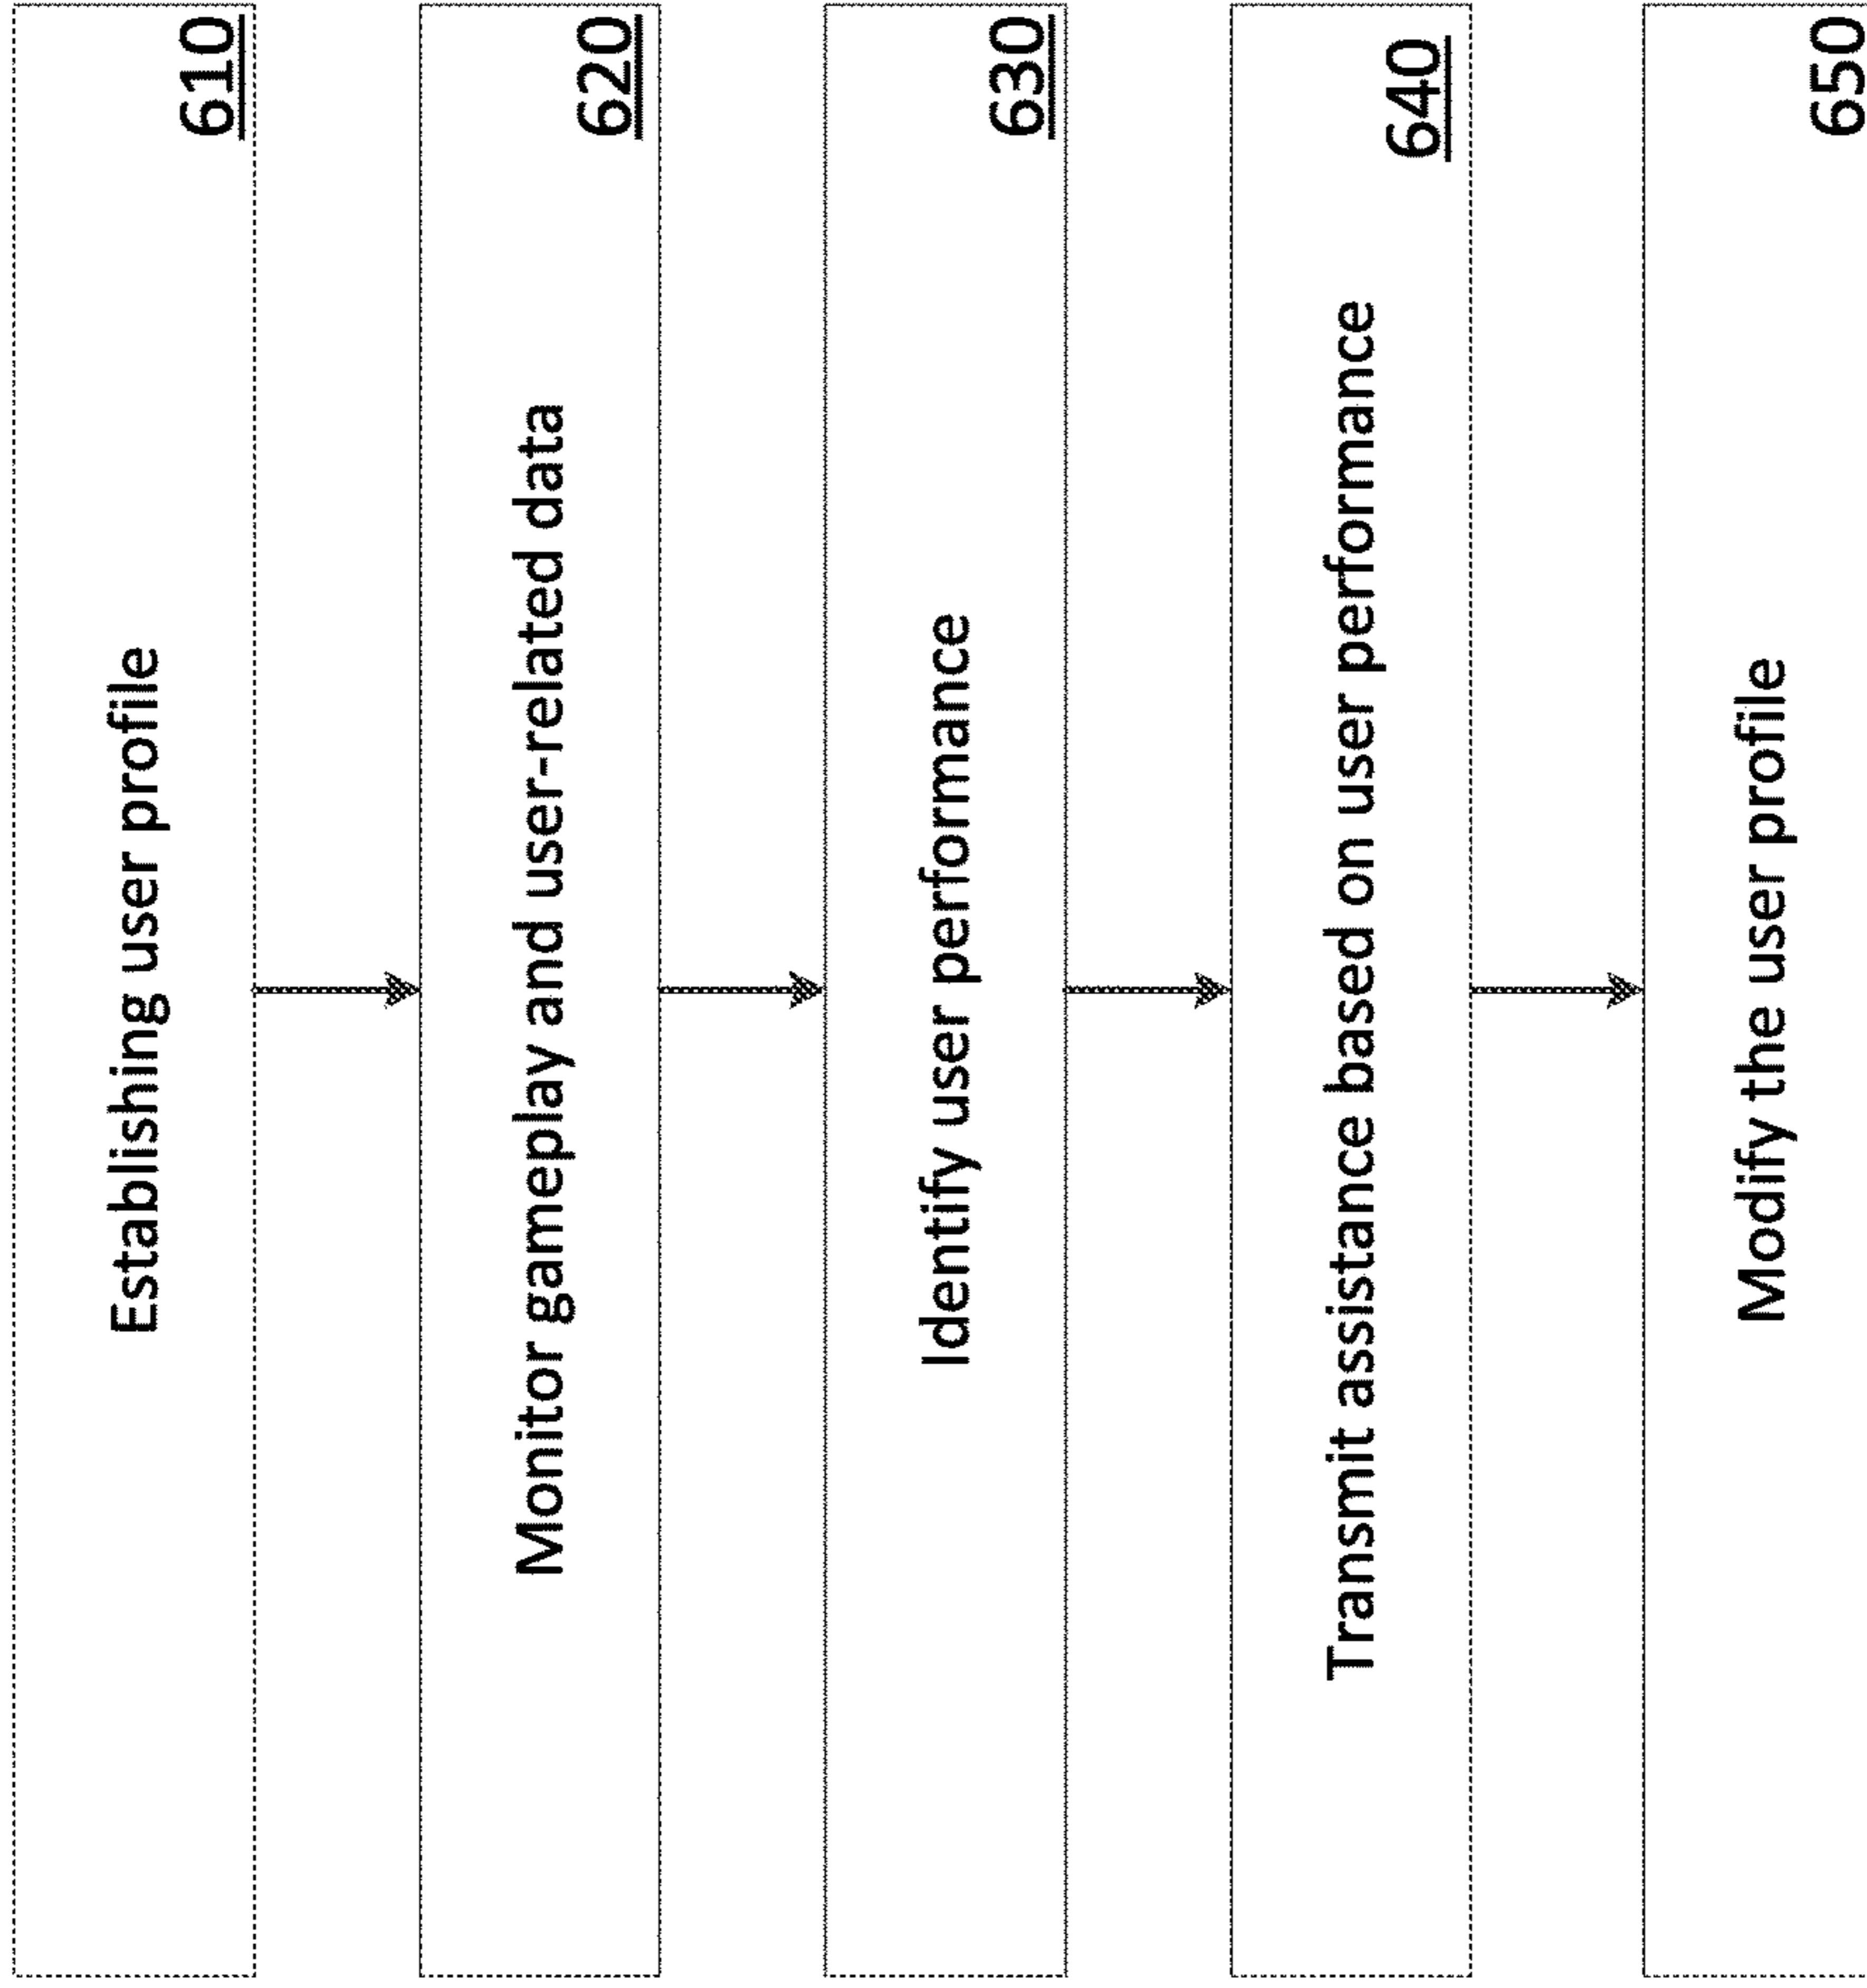 Establishing user profile
610
Monitor gameplay and user-related data
620
Identify user performance
630
Transmit assistance based on user performance
640
Modify the user profile
650